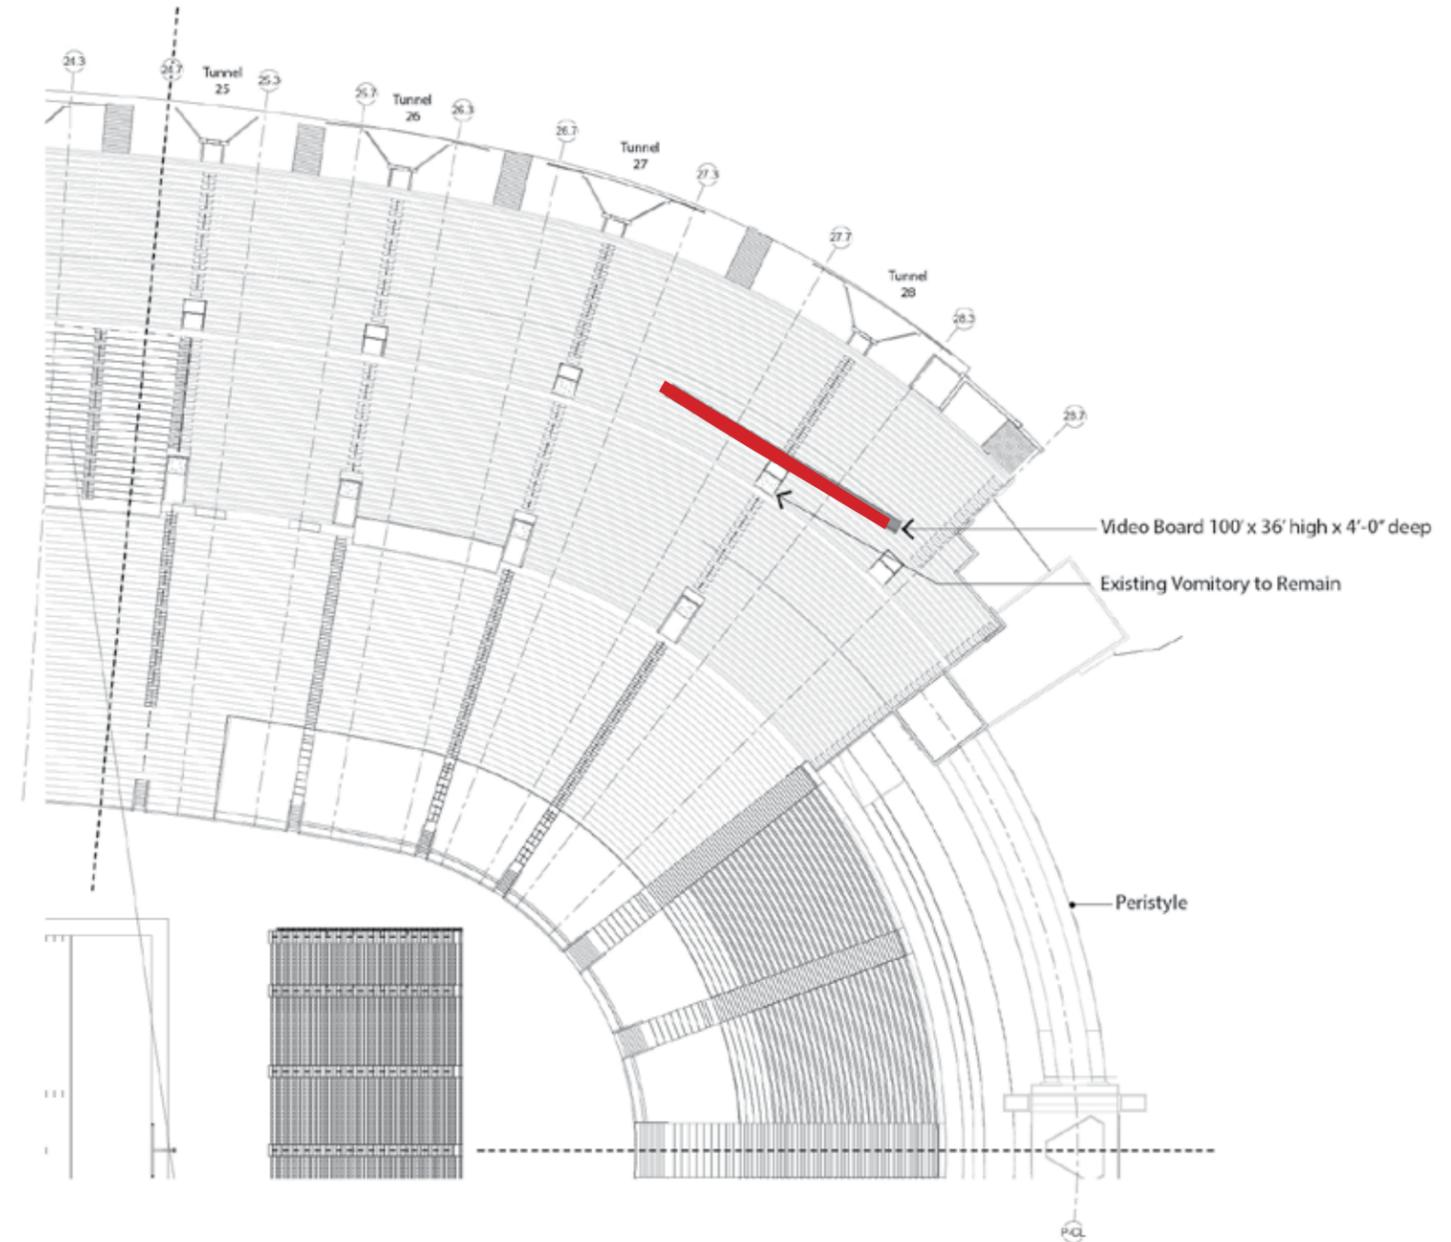 24.3
24.7
Tunnel
25
25.3
25.7
Tunnel
26
26.3
26.7
Tunnel
27
27.3
27.7
Tunnel
28
28.3
28.7
Video Board 100' x 36' high x 4'-0" deep
Existing Vomitory to Remain
Peristyle
P-CL